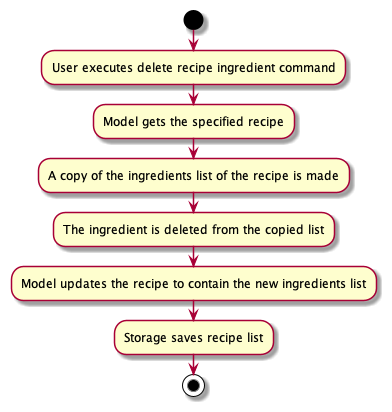 User executes delete recipe ingredient command
Model gets the specified recipe
A copy of the ingredients list of the recipe is made
The ingredient is deleted from the copied list
Model updates the recipe to contain the new ingredients list
Storage saves recipe list